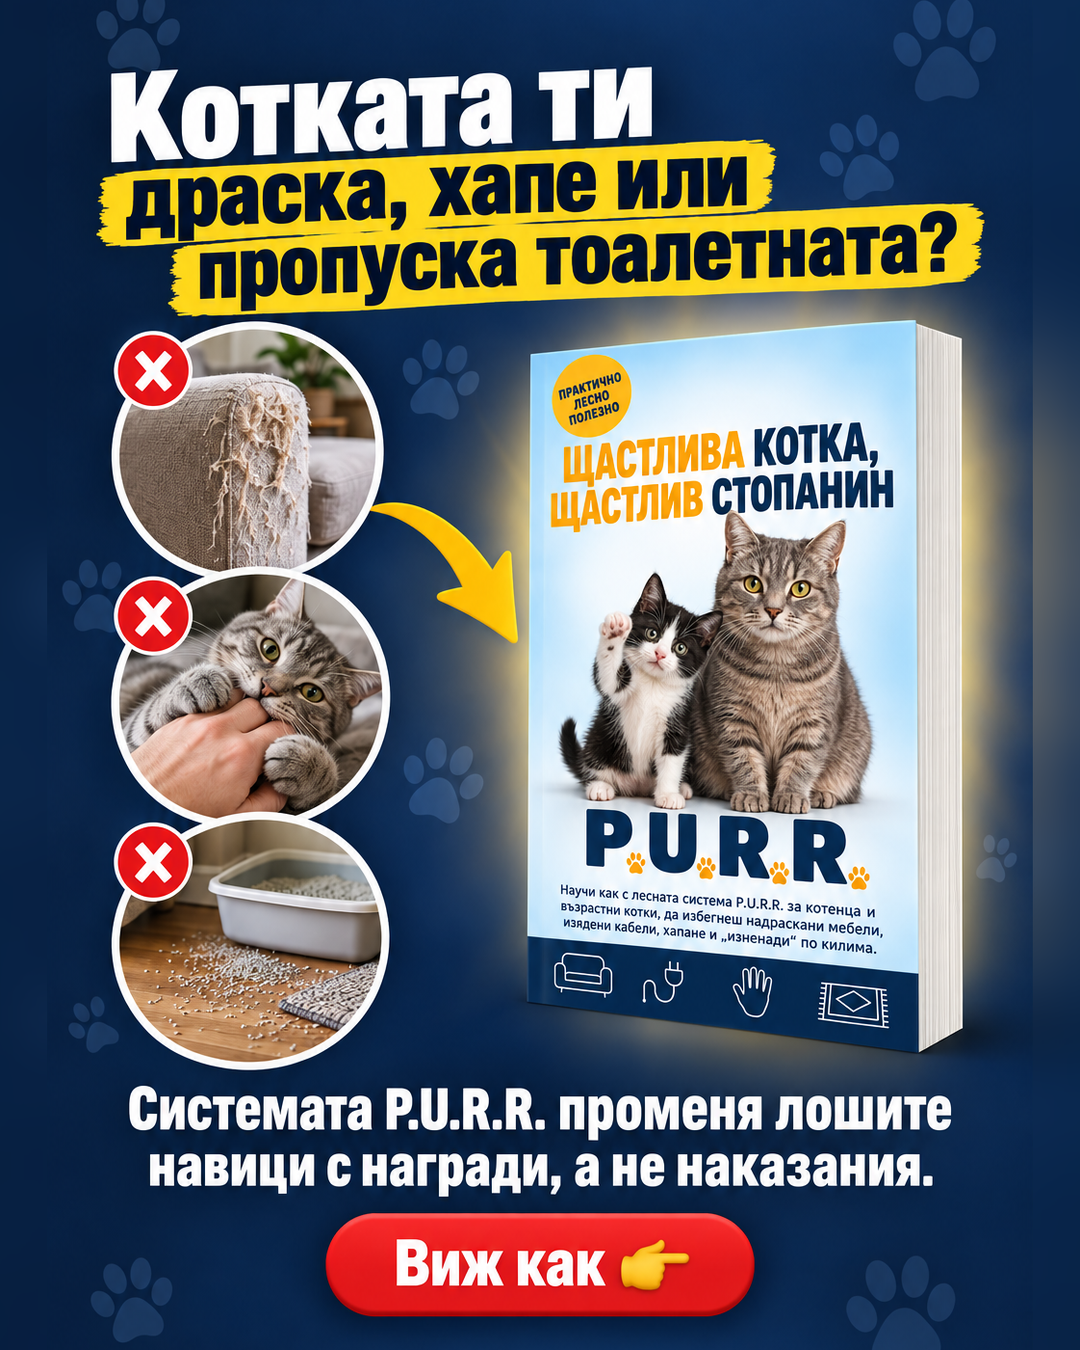 Котката ти
драска, хапе или
пропуска тоалетната?
ПРАКТИЧНО
ЛЕСНО
ПОЛЕЗНО
ЩАСТЛИВА КОТКА,
ЩАСТЛИВ СТОПАНИН
P.U.R.R.
Научи как с лесната система P.U.R.R. за котенца и
възрастни котки, да избегнеш надраскани мебели,
изядени кабели, хапане и „изненади“ по килима.
Системата P.U.R.R. променя лошите
навици с награди, а не наказания.
Виж как 👉